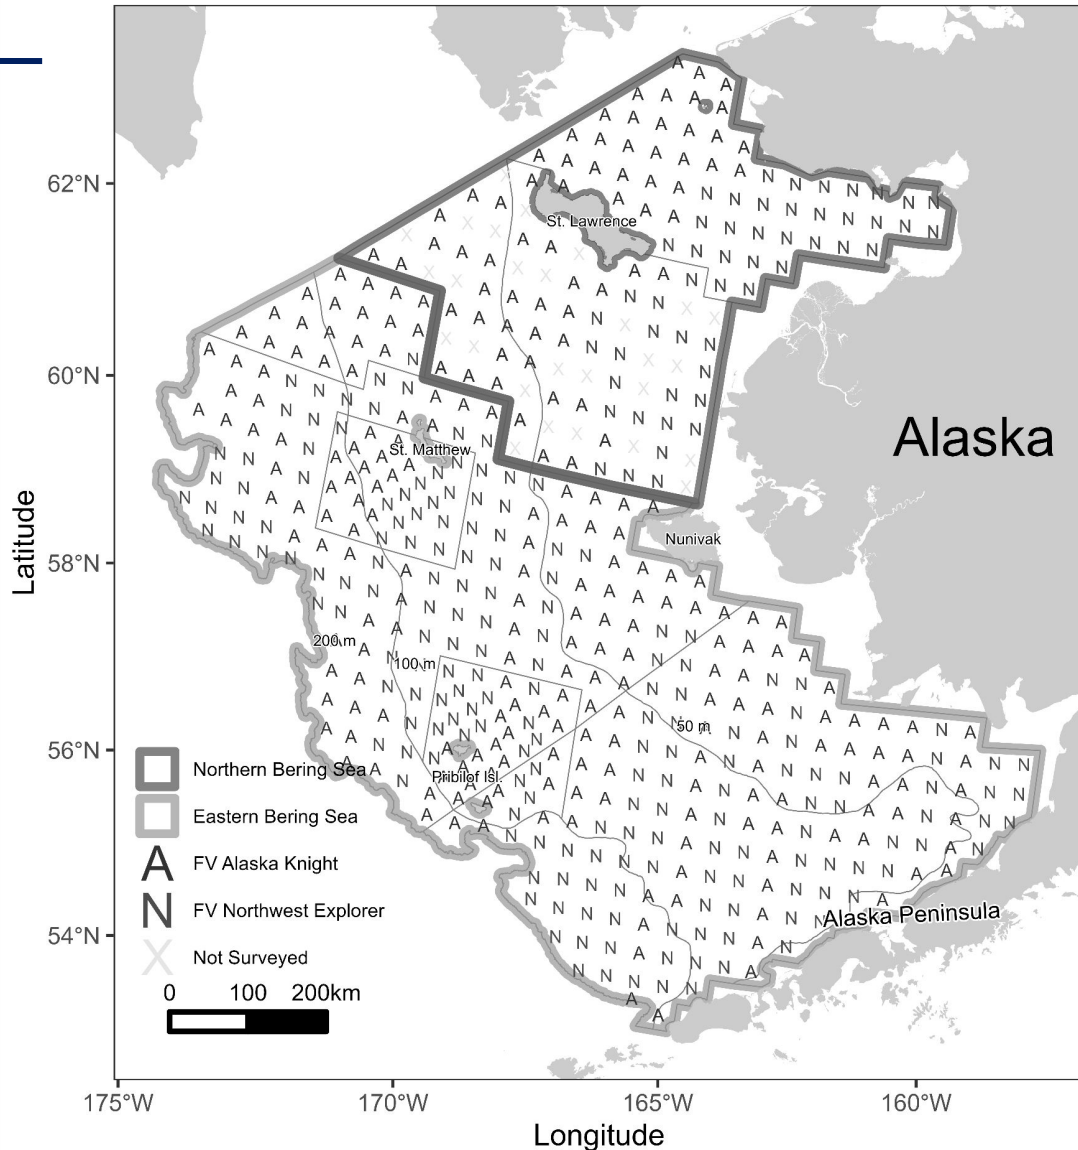 62°N
60°N
58°N
56°N
54°N
Latitude
St. Lawrence
Alaska
St. Matthew
Nunivak
200 m
100 m
50 m
Pribilof Isl.
Alaska Peninsula
Northern Bering Sea
Eastern Bering Sea
A FV Alaska Knight
N FV Northwest Explorer
X Not Surveyed
0 100 200km
175°W 170°W 165°W 160°W
Longitude